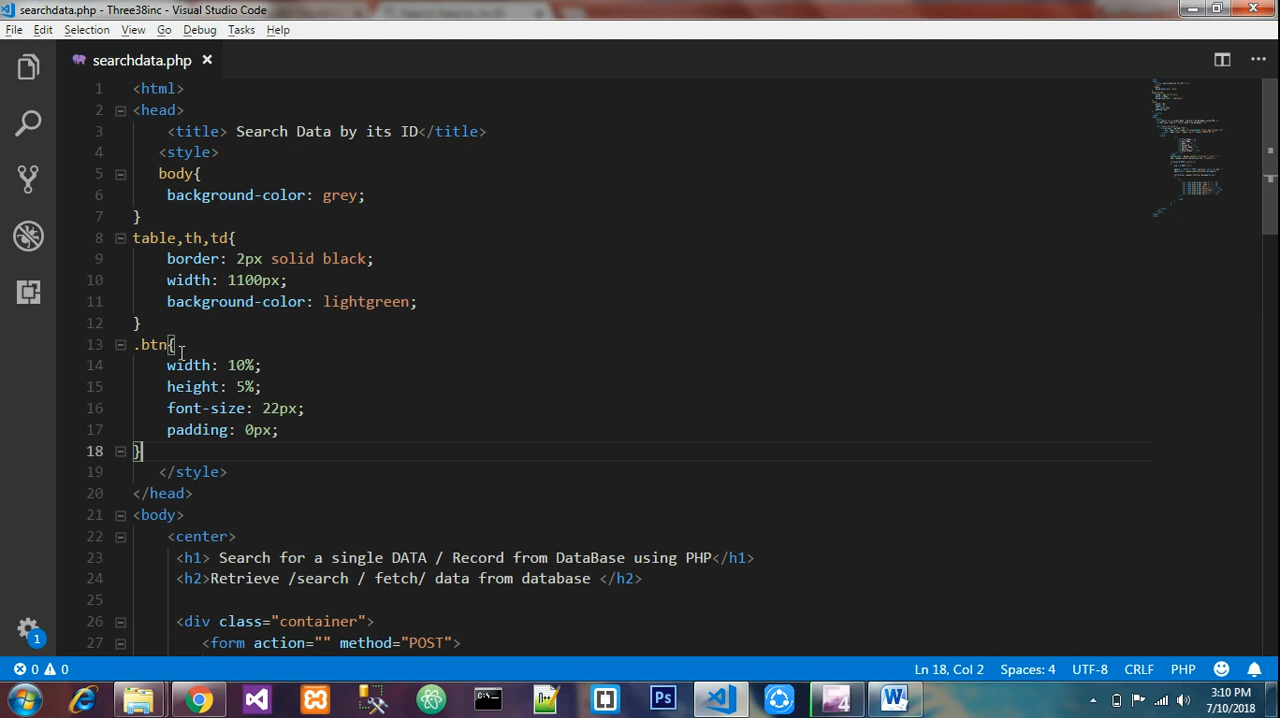 searchdata.php - Three38inc - Visual Studio Code
File Edit Selection View Go Debug Tasks Help
searchdata.php
1 <html>
2 <head>
3 <title> Search Data by its ID</title>
4 <style>
5 body{
6 background-color: grey;
7 }
8 table,th,td{
9 border: 2px solid black;
10 width: 1100px;
11 background-color: lightgreen;
12 }
13 .btn{
14 width: 10%;
15 height: 5%;
16 font-size: 22px;
17 padding: 0px;
18 }
19 </style>
20 </head>
21 <body>
22 <center>
23 <h1> Search for a single DATA / Record from DataBase using PHP</h1>
24 <h2>Retrieve /search / fetch/ data from database </h2>
25
26 <div class="container">
27 <form action="" method="POST">
1
0 0 Ln 18, Col 2 Spaces: 4 UTF-8 CRLF PHP
Ps
3:10 PM
7/10/2018